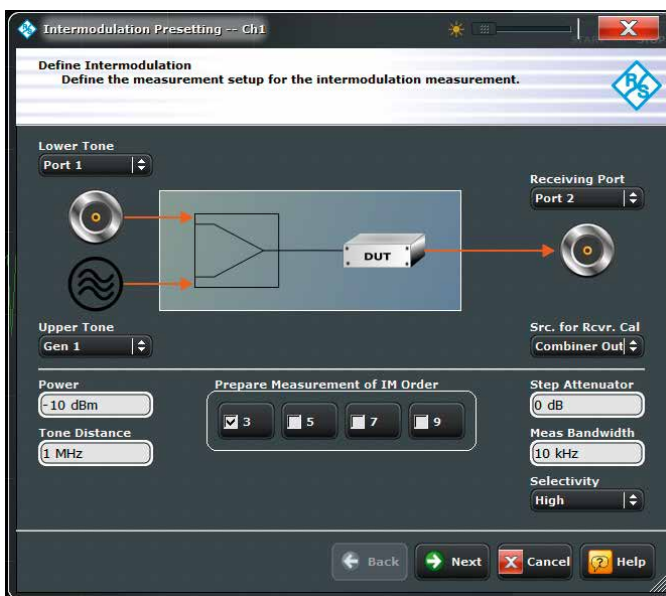 Intermodulation Presetting -- Ch1
Define Intermodulation
Define the measurement setup for the intermodulation measurement.
R&S
Lower Tone
Port 1
Receiving Port
Port 2
DUT
Upper Tone
Gen 1
Src. for Rcvr. Cal
Combiner Out
Power
-10 dBm
Prepare Measurement of IM Order
3 5 7 9
Step Attenuator
0 dB
Tone Distance
1 MHz
Meas Bandwidth
10 kHz
Selectivity
High
Back Next X Cancel ? Help